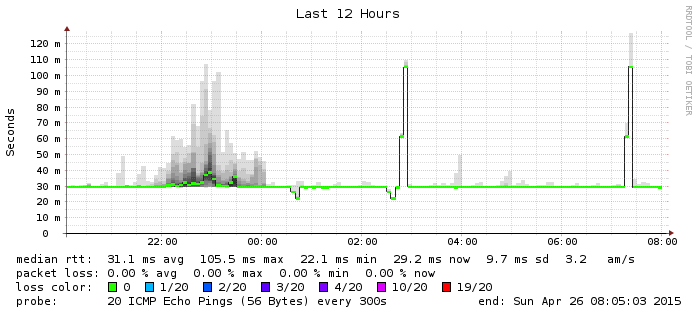 Last 12 Hours
RRDTOOL / TOBI OETIKER
Seconds
120 m
110 m
100 m
90 m
80 m
70 m
60 m
50 m
40 m
30 m
20 m
10 m
0
22:00 00:00 02:00 04:00 06:00 08:00
median rtt: 31.1 ms avg 105.5 ms max 22.1 ms min 29.2 ms now 9.7 ms sd 3.2 am/s
packet loss: 0.00 % avg 0.00 % max 0.00 % min 0.00 % now
loss color: 0 1/20 2/20 3/20 4/20 10/20 19/20
probe: 20 ICMP Echo Pings (56 Bytes) every 300s end: Sun Apr 26 08:05:03 2015